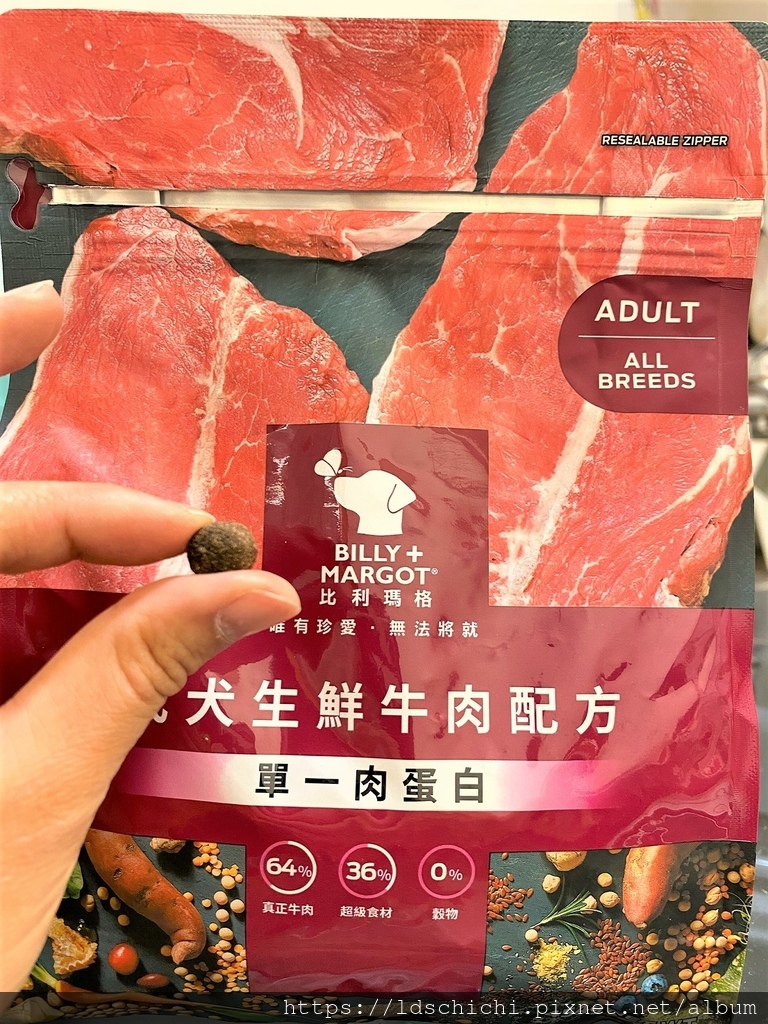 RESEALABLE ZIPPER
ADULT
ALL
BREEDS
BILLY+
MARGOT®
比利瑪格
唯有珍愛·無法將就
犬生鮮牛肉配方
單一肉蛋白
64% 36% 0%
真正牛肉 超級食材 穀物
https://ldschichi.pixnet.net/album